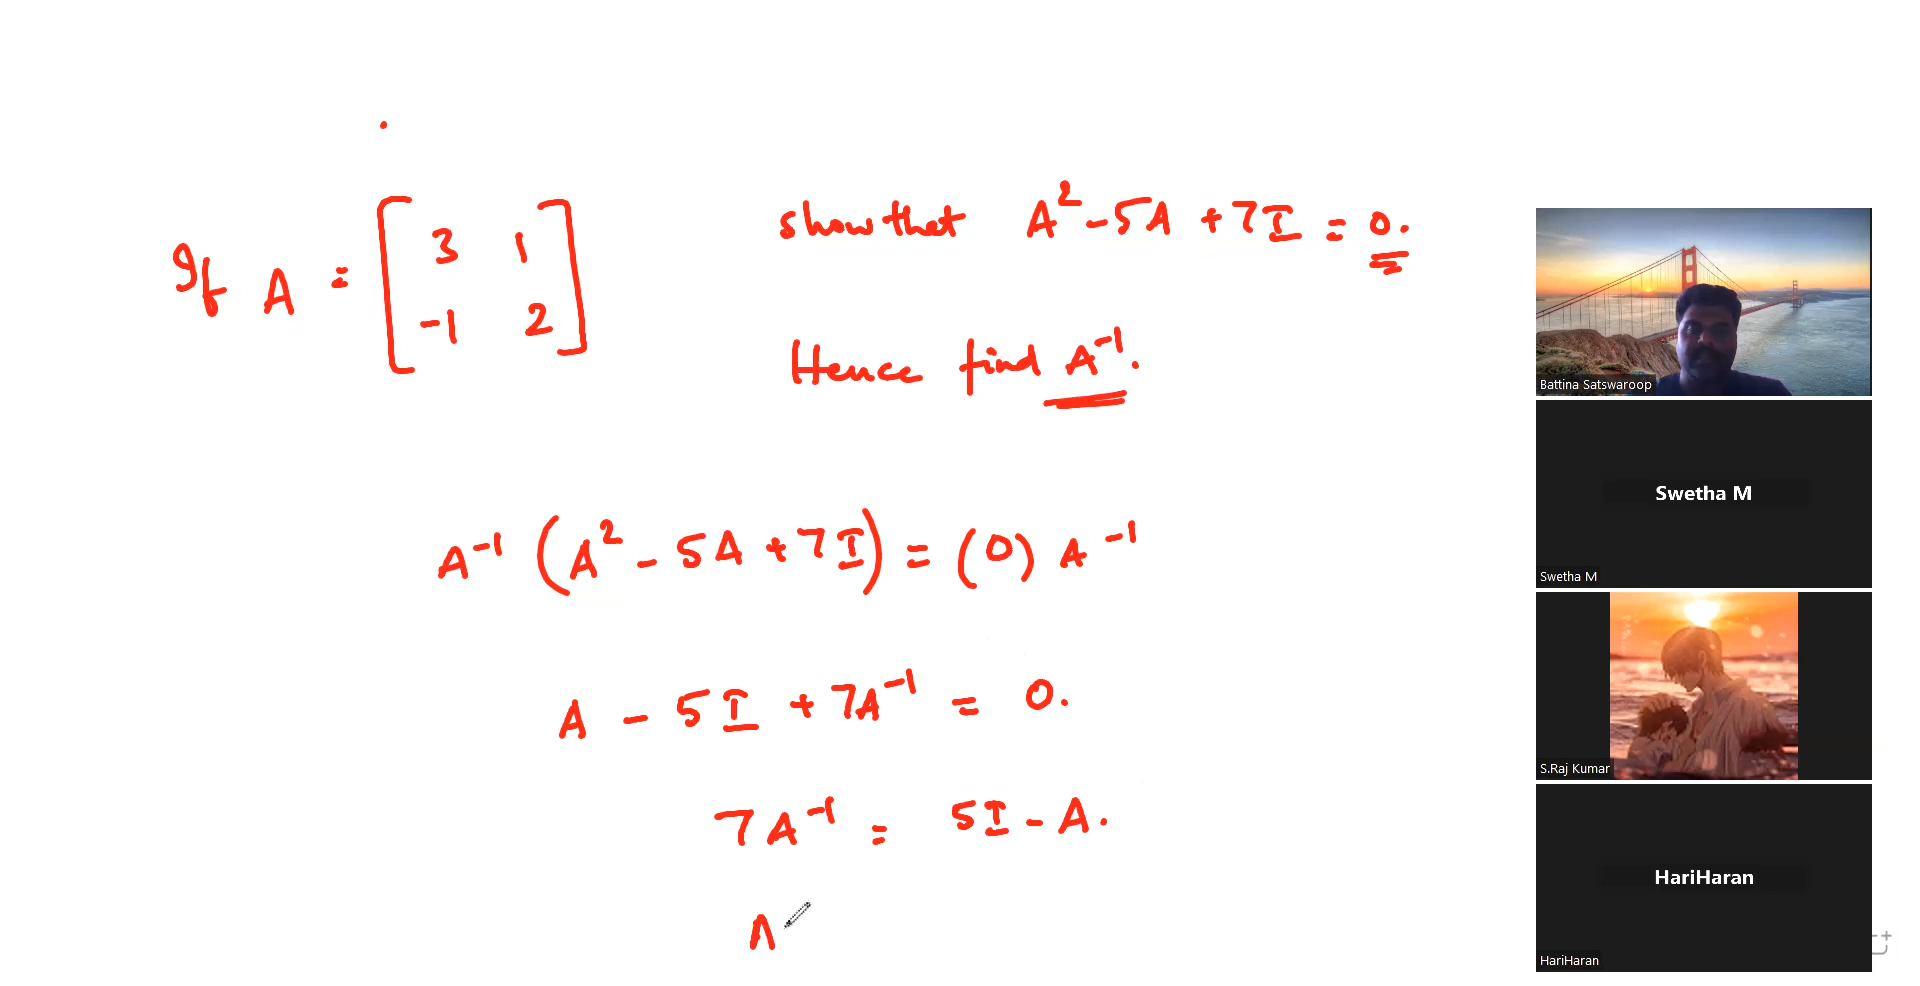 If A = [ 3 1
-1 2 ]
show that A² - 5A + 7I = 0.
Hence find A⁻¹.
A⁻¹ (A² - 5A + 7I) = (0) A⁻¹
A - 5I + 7A⁻¹ = 0.
7A⁻¹ = 5I - A.
A
Battina Satswaroop
Swetha M
Swetha M
S.Raj Kumar
HariHaran
HariHaran